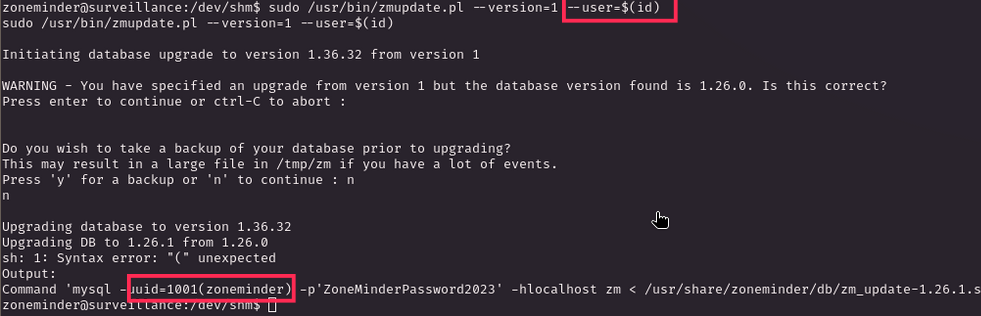 zoneminder@surveillance:/dev/shm$ sudo /usr/bin/zmupdate.pl --version=1 --user=$(id)
sudo /usr/bin/zmupdate.pl --version=1 --user=$(id)
Initiating database upgrade to version 1.36.32 from version 1
WARNING - You have specified an upgrade from version 1 but the database version found is 1.26.0. Is this correct?
Press enter to continue or ctrl-C to abort :
Do you wish to take a backup of your database prior to upgrading?
This may result in a large file in /tmp/zm if you have a lot of events.
Press 'y' for a backup or 'n' to continue : n
n
Upgrading database to version 1.36.32
Upgrading DB to 1.26.1 from 1.26.0
sh: 1: Syntax error: "(" unexpected
Output:
Command 'mysql -uuid=1001(zoneminder) -p'ZoneMinderPassword2023' -hlocalhost zm < /usr/share/zoneminder/db/zm_update-1.26.1.s
zoneminder@surveillance:/dev/shm$